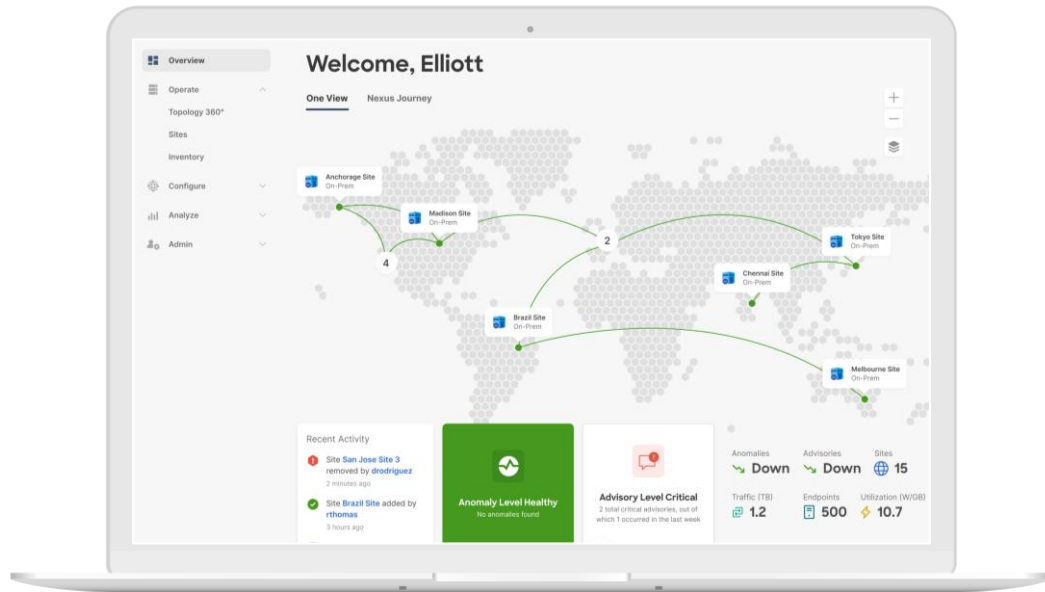 Overview
Operate
Topology 360°
Sites
Inventory
Configure
Analyze
Admin
Welcome, Elliott
One View Nexus Journey
Anchorage Site
On-Prem
Madison Site
On-Prem
4
2
Tokyo Site
On-Prem
Chennai Site
On-Prem
Brazil Site
On-Prem
Melbourne Site
On-Prem
Recent Activity
Site San Jose Site 3
removed by drodriguez
2 minutes ago
Site Brazil Site added by
rthomas
3 hours ago
Anomaly Level Healthy
No anomalies found
Advisory Level Critical
2 total critical advisories, out of
which 1 occurred in the last week
Anomalies Advisories Sites
Down Down 15
Traffic (TB) Endpoints Utilization (W/GB)
1.2 500 10.7